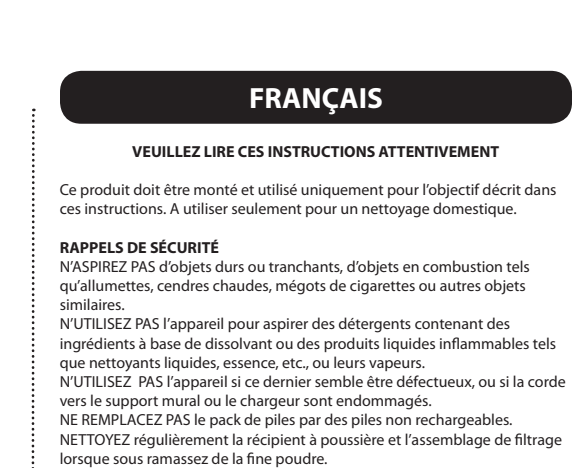 FRANÇAIS
VEUILLEZ LIRE CES INSTRUCTIONS ATTENTIVEMENT
Ce produit doit être monté et utilisé uniquement pour l'objectif décrit dans
ces instructions. A utiliser seulement pour un nettoyage domestique.
RAPPELS DE SÉCURITÉ
N'ASPIREZ PAS d'objets durs ou tranchants, d'objets en combustion tels
qu'allumettes, cendres chaudes, mégots de cigarettes ou autres objets
similaires.
N'UTILISEZ PAS l'appareil pour aspirer des détergents contenant des
ingrédients à base de dissolvant ou des produits liquides inflammables tels
que nettoyants liquides, essence, etc., ou leurs vapeurs.
N'UTILISEZ  PAS l'appareil si ce dernier semble être défectueux, ou si la corde
vers le support mural ou le chargeur sont endommagés.
NE REMPLACEZ PAS le pack de piles par des piles non rechargeables.
NETTOYEZ régulièrement la récipient à poussière et l'assemblage de filtrage
lorsque sous ramassez de la fine poudre.